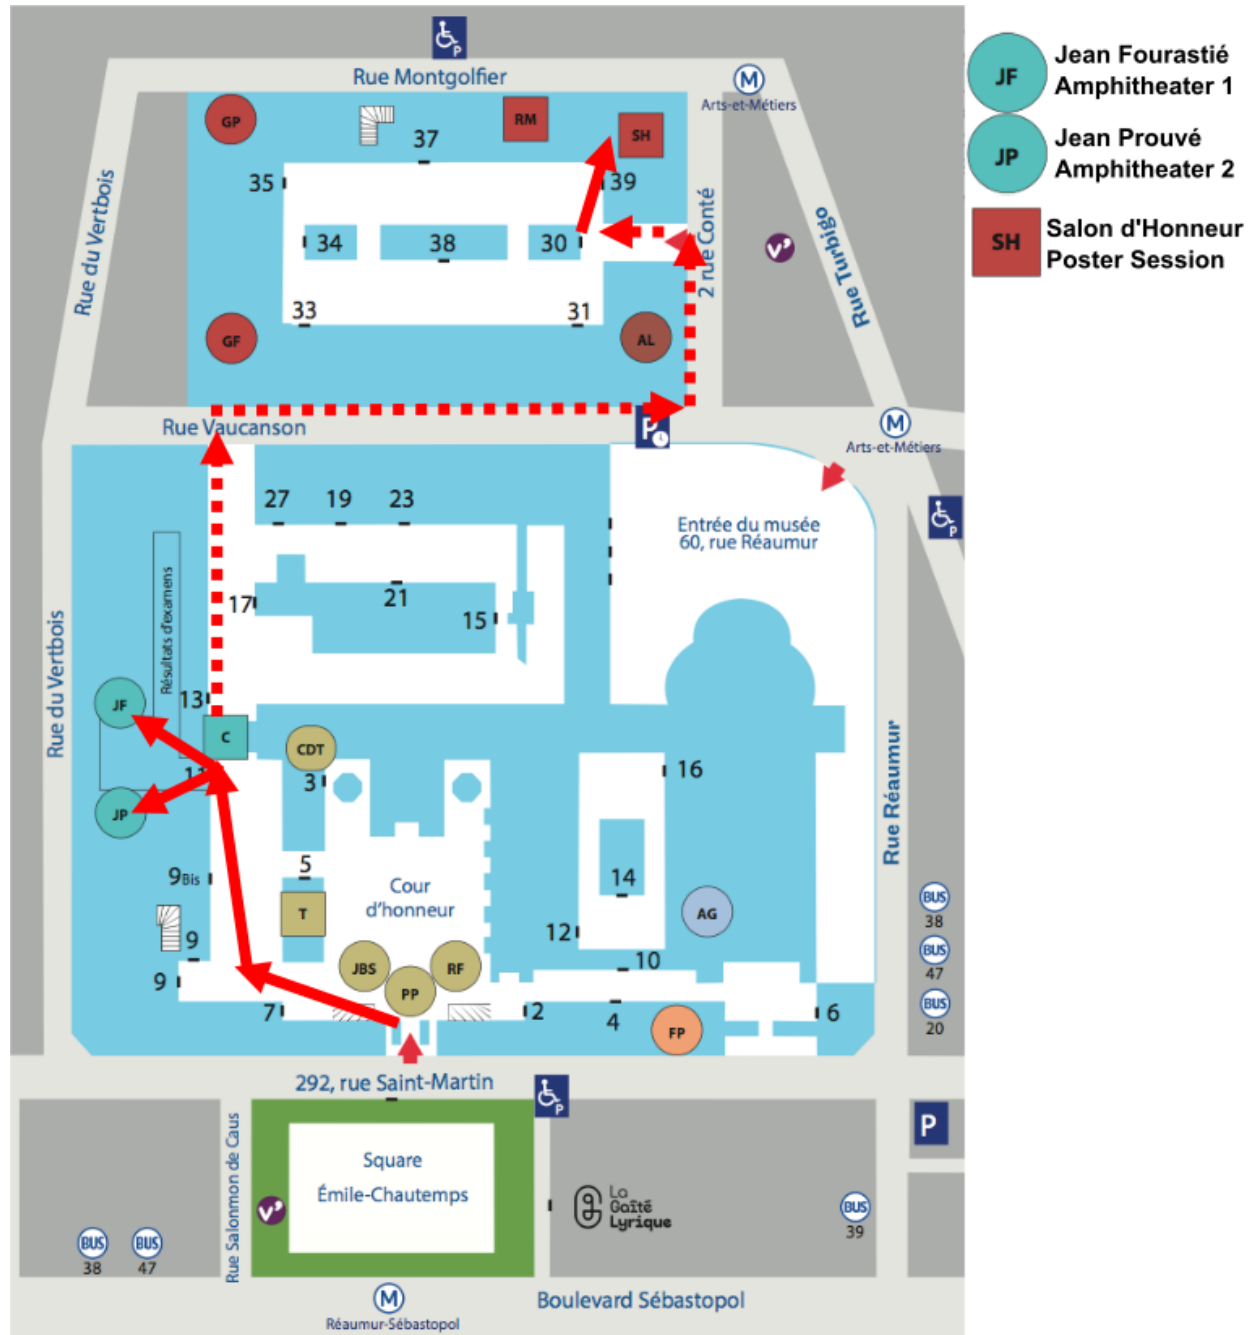 Rue Montgolfier
M
Arts-et-Métiers
JF
Jean Fourastié
Amphitheater 1
JP
Jean Prouvé
Amphitheater 2
SH
Salon d'Honneur
Poster Session
P
GP
RM
SH
37
35
39
34
38
30
33
31
GF
AL
2 rue Conté
Rue du Vertbois
Rue Turbigo
v'
Rue Vaucanson
P
M
Arts-et-Métiers
P
27
19
23
Entrée du musée
60, rue Réaumur
17
21
15
Résultats d'examens
Rue du Vertbois
13
JF
C
CDT
11
3
16
JP
Rue Réaumur
9Bis
5
14
T
Cour
d'honneur
AG
12
9
9
JBS
RF
PP
10
7
2
4
6
FP
BUS
38
BUS
47
BUS
20
292, rue Saint-Martin
P
P
Rue Salonmon de Caus
Square
Émile-Chautemps
v'
La
Gaîté
Lyrique
BUS
39
BUS
38
BUS
47
M
Réaumur-Sébastopol
Boulevard Sébastopol